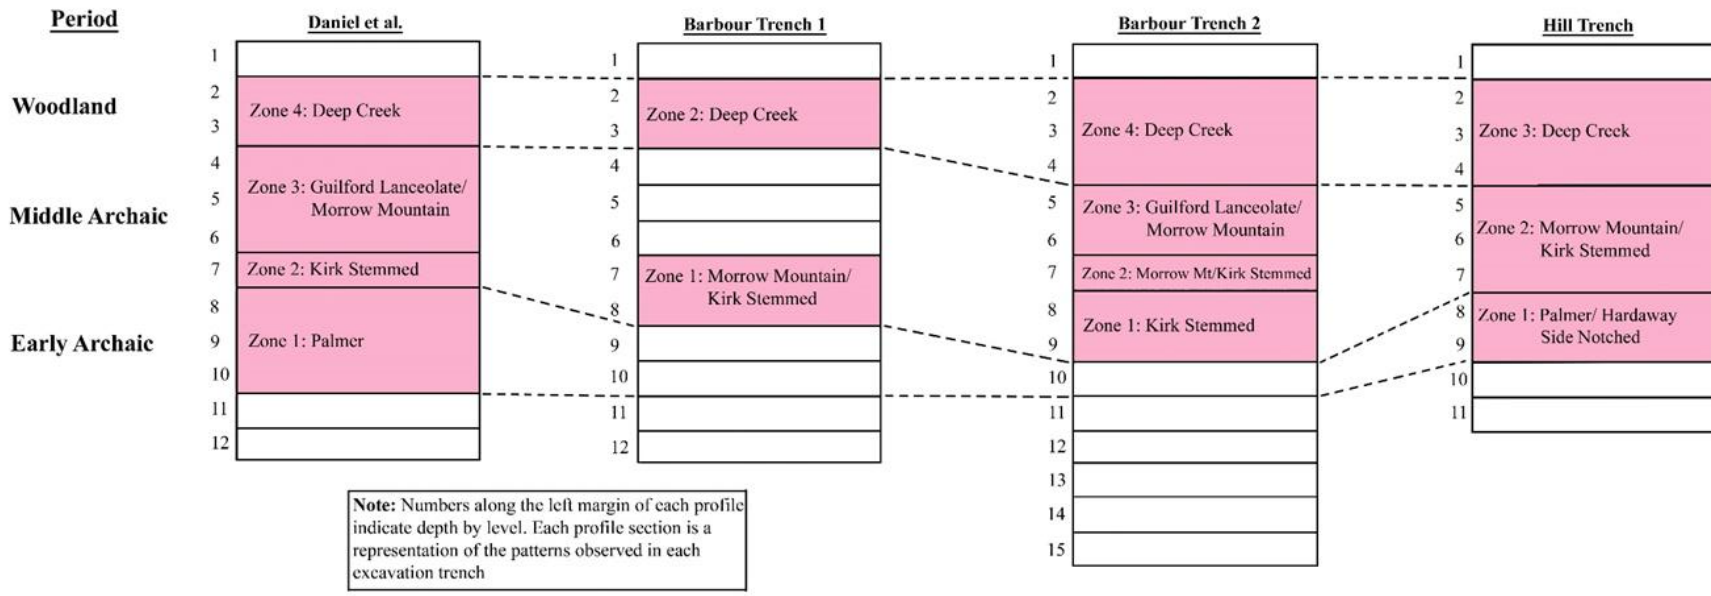 Period
Daniel et al.
Barbour Trench 1
Barbour Trench 2
Hill Trench
Woodland
Middle Archaic
Early Archaic
1
2
3
4
5
6
7
8
9
10
11
12
Zone 4: Deep Creek
Zone 3: Guilford Lanceolate/
Morrow Mountain
Zone 2: Kirk Stemmed
Zone 1: Palmer
1
2
3
4
5
6
7
8
9
10
11
12
Zone 2: Deep Creek
Zone 1: Morrow Mountain/
Kirk Stemmed
1
2
3
4
5
6
7
8
9
10
11
12
13
14
15
Zone 4: Deep Creek
Zone 3: Guilford Lanceolate/
Morrow Mountain
Zone 2: Morrow Mt/Kirk Stemmed
Zone 1: Kirk Stemmed
1
2
3
4
5
6
7
8
9
10
11
Zone 3: Deep Creek
Zone 2: Morrow Mountain/
Kirk Stemmed
Zone 1: Palmer/ Hardaway
Side Notched
Note: Numbers along the left margin of each profile
indicate depth by level. Each profile section is a
representation of the patterns observed in each
excavation trench